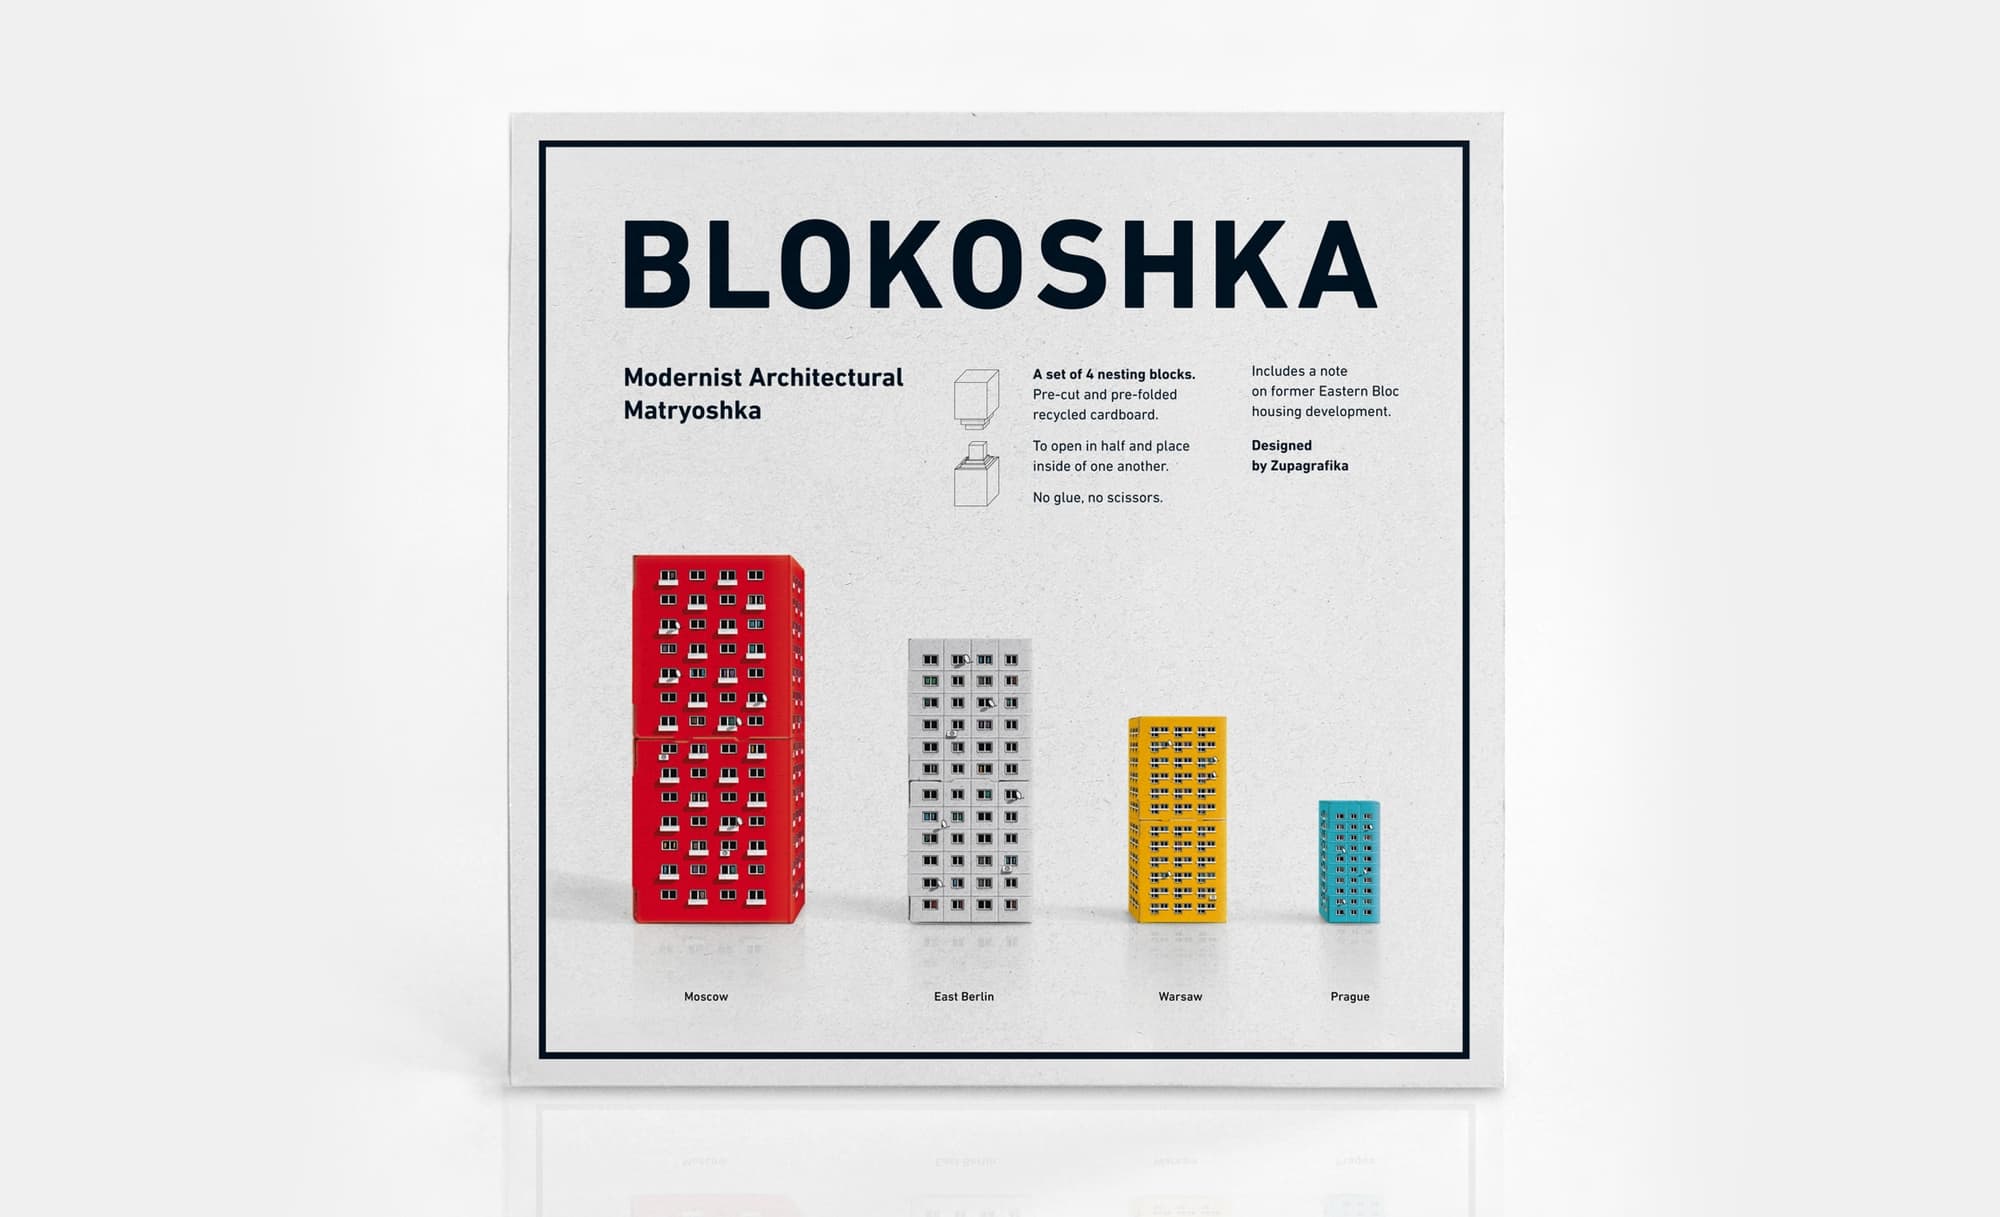 BLOKOSHKA
Modernist Architectural
Matryoshka
A set of 4 nesting blocks.
Pre-cut and pre-folded
recycled cardboard.
To open in half and place
inside of one another.
No glue, no scissors.
Includes a note
on former Eastern Bloc
housing development.
Designed
by Zupagrafika
Moscow
East Berlin
Warsaw
Prague